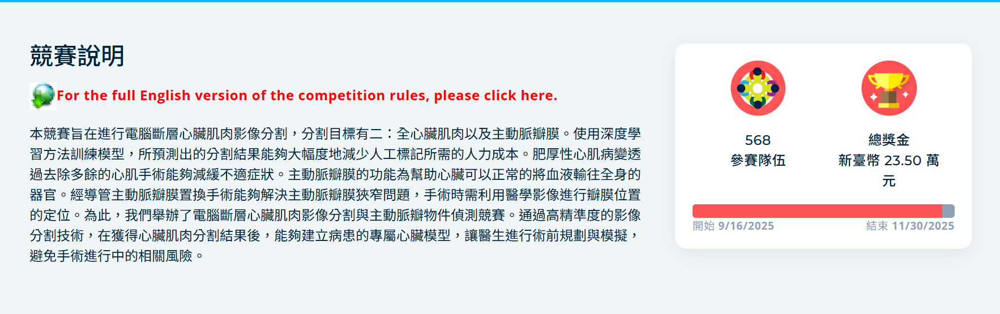 競賽說明
For the full English version of the competition rules, please click here.
本競賽旨在進行電腦斷層心臟肌肉影像分割，分割目標有二：全心臟肌肉以及主動脈瓣膜。使用深度學
習方法訓練模型，所預測出的分割結果能夠大幅度地減少人工標記所需的人力成本。肥厚性心肌病變透
過去除多餘的心肌手術能夠減緩不適症狀。主動脈瓣膜的功能為幫助心臟可以正常的將血液輸往全身的
器官。經導管主動脈瓣膜置換手術能夠解決主動脈瓣膜狹窄問題，手術時需利用醫學影像進行瓣膜位置
的定位。為此，我們舉辦了電腦斷層心臟肌肉影像分割與主動脈瓣物件偵測競賽。通過高精準度的影像
分割技術，在獲得心臟肌肉分割結果後，能夠建立病患的專屬心臟模型，讓醫生進行術前規劃與模擬，
避免手術進行中的相關風險。
568
參賽隊伍
總獎金
新臺幣 23.50 萬
元
開始 9/16/2025
結束 11/30/2025